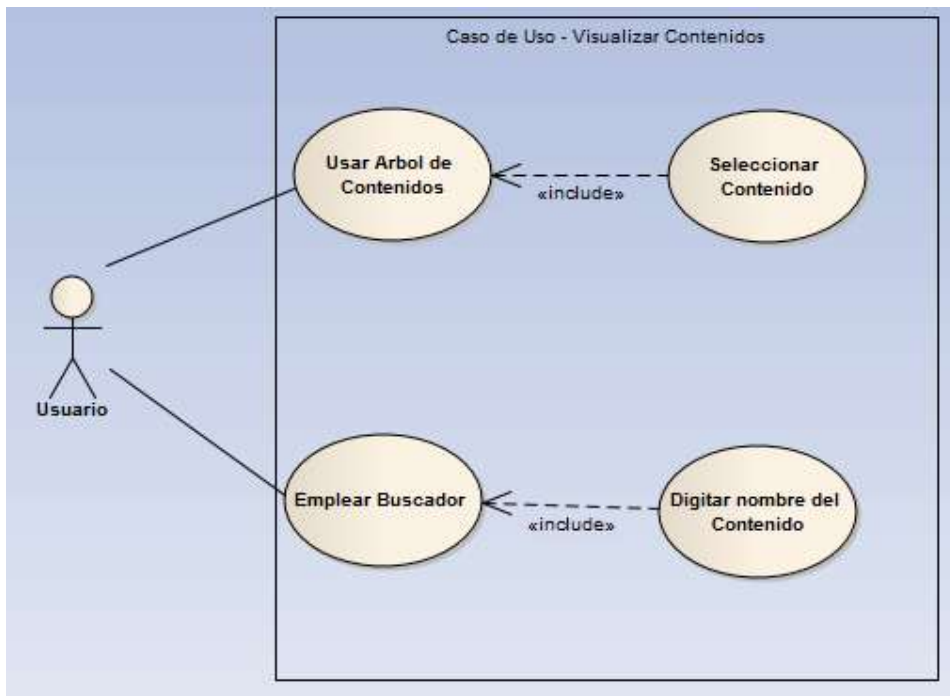 Caso de Uso - Visualizar Contenidos
Usar Arbol de
Contenidos
«include»
Seleccionar
Contenido
Usuario
Emplear Buscador
«include»
Digitar nombre del
Contenido